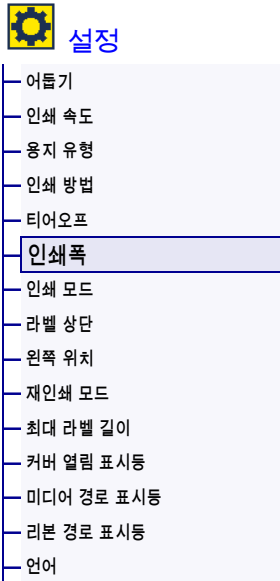 설정
어둡기
인쇄 속도
용지 유형
인쇄 방법
티어오프
인쇄폭
인쇄 모드
라벨 상단
왼쪽 위치
재인쇄 모드
최대 라벨 길이
커버 열림 표시등
미디어 경로 표시등
리본 경로 표시등
언어